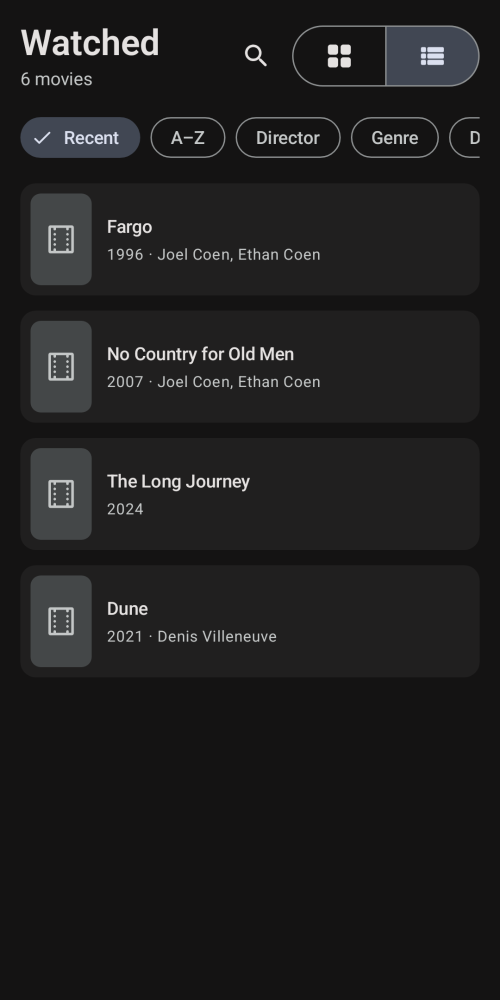 Watched
6 movies
Recent
A–Z
Director
Genre
D
Fargo
1996 · Joel Coen, Ethan Coen
No Country for Old Men
2007 · Joel Coen, Ethan Coen
The Long Journey
2024
Dune
2021 · Denis Villeneuve